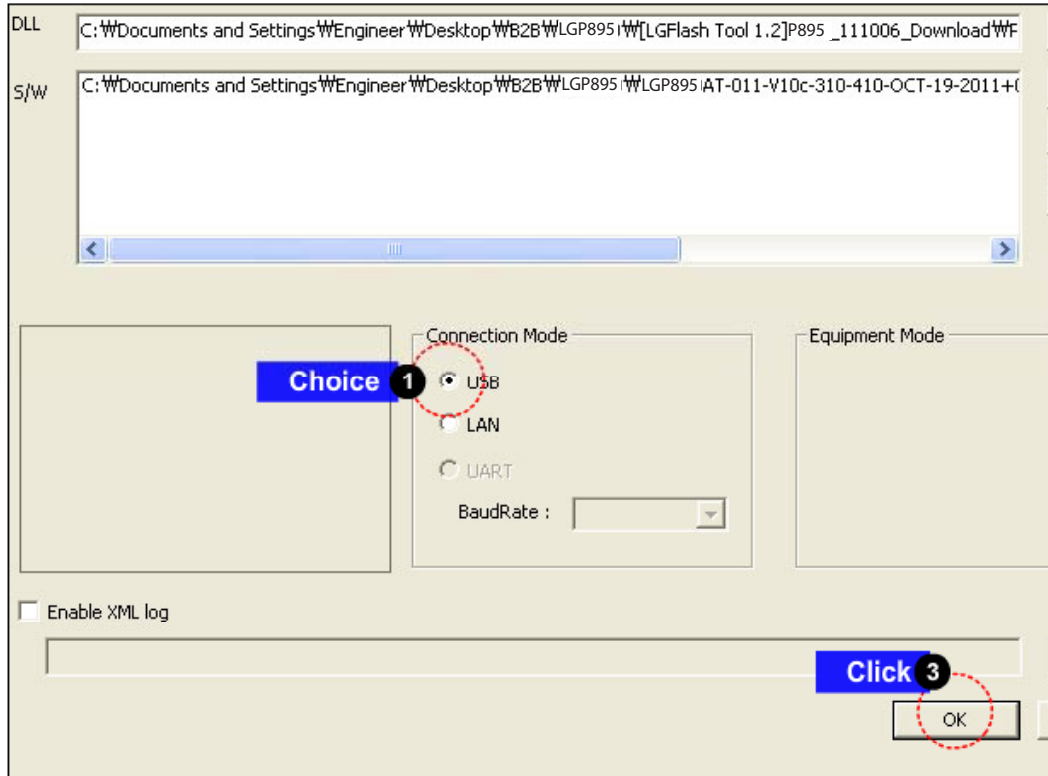 DLL
C:₩Documents and Settings₩Engineer₩Desktop₩B2B₩LGP895₩[LGFlash Tool 1.2]P895_111006_Download₩F
S/W
C:₩Documents and Settings₩Engineer₩Desktop₩B2B₩LGP895₩LGP895AT-011-V10c-310-410-OCT-19-2011+
Connection Mode
Equipment Mode
Choice 1
USB
LAN
UART
BaudRate :
Enable XML log
Click 3
OK